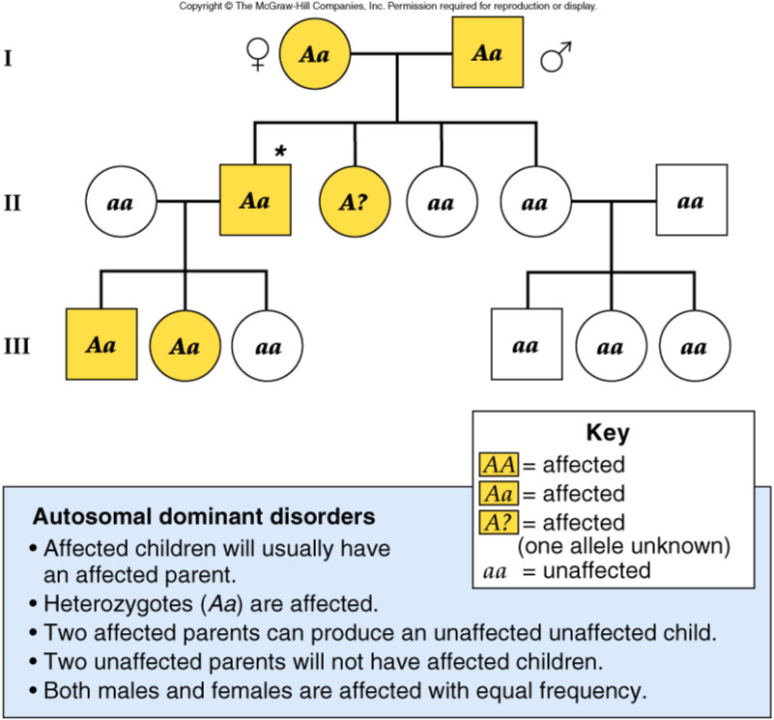 Copyright © The McGraw-Hill Companies, Inc. Permission required for reproduction or display.
I ♀ Aa Aa ♂
*
II aa Aa A? aa aa aa
III Aa Aa aa aa aa aa
Key
AA = affected
Aa = affected
A? = affected
(one allele unknown)
aa = unaffected
Autosomal dominant disorders
• Affected children will usually have
an affected parent.
• Heterozygotes (Aa) are affected.
• Two affected parents can produce an unaffected unaffected child.
• Two unaffected parents will not have affected children.
• Both males and females are affected with equal frequency.